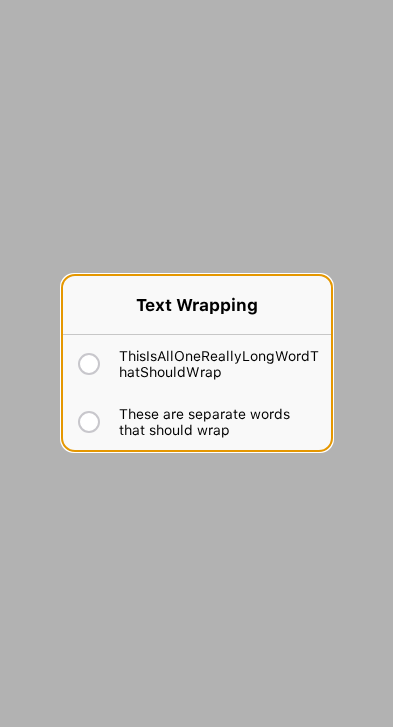 Text Wrapping
ThisIsAllOneReallyLongWordT
hatShouldWrap
These are separate words
that should wrap